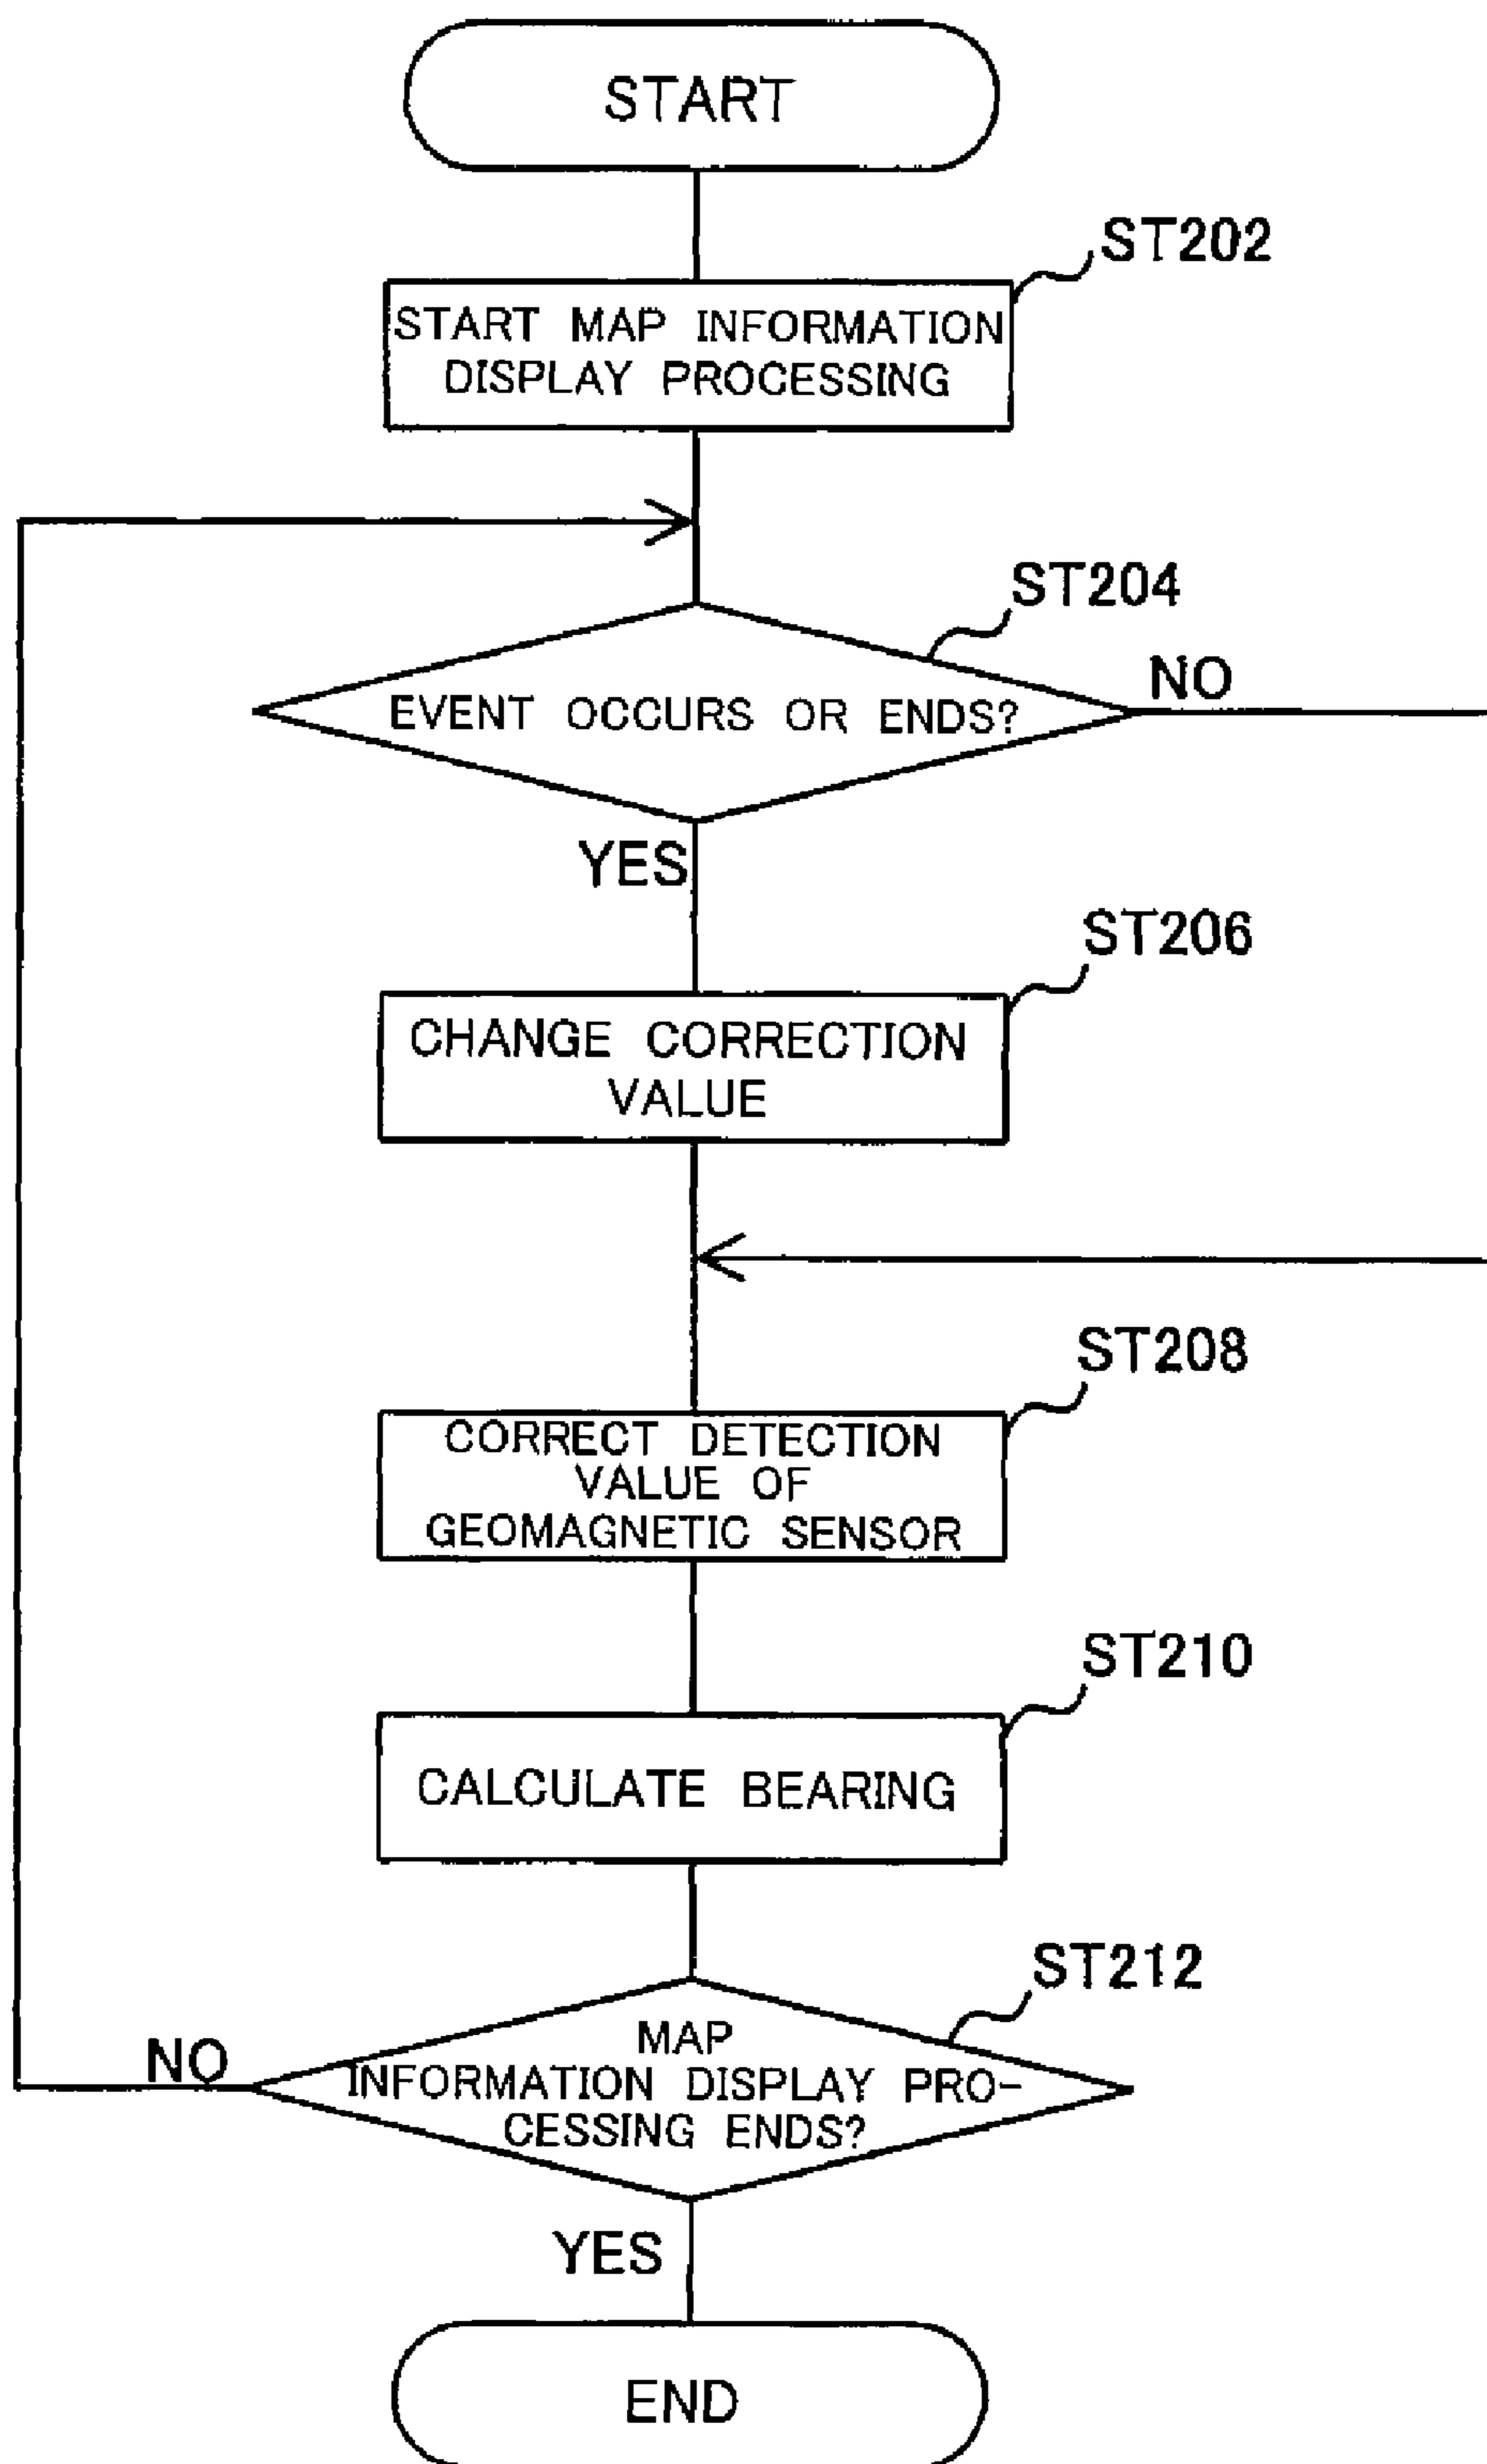 START
ST202
START MAP INFORMATION
DISPLAY PROCESSING
ST204
EVENT OCCURS OR ENDS?
NO
YES
ST206
CHANGE CORRECTION
VALUE
ST208
CORRECT DETECTION
VALUE OF
GEOMAGNETIC SENSOR
ST210
CALCULATE BEARING
ST212
MAP
INFORMATION DISPLAY PRO-
CESSING ENDS?
NO
YES
END